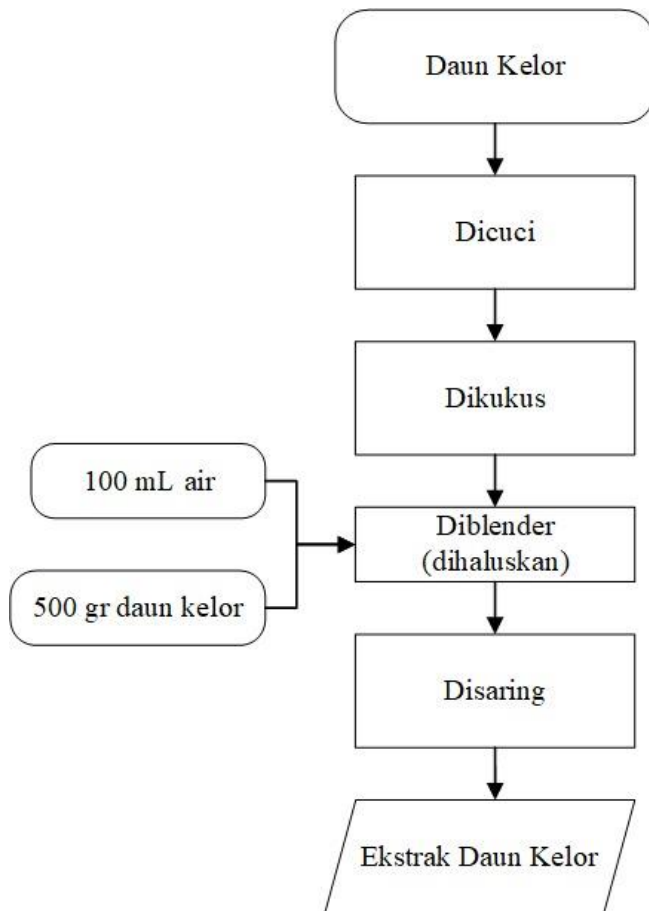 Daun Kelor
Dicuci
Dikukus
100 mL air
500 gr daun kelor
Diblender
(dihaluskan)
Disaring
Ekstrak Daun Kelor